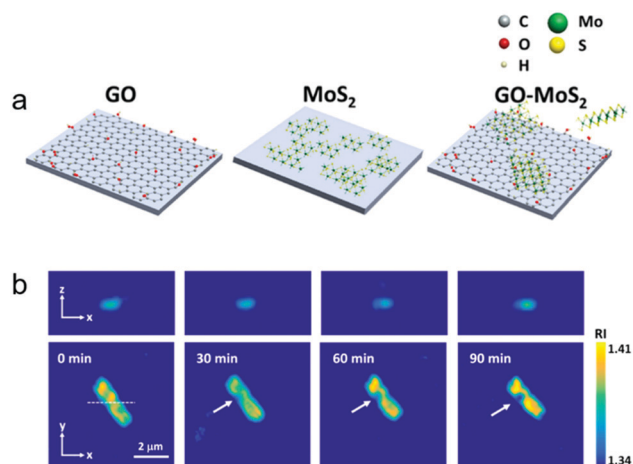 C Mo
O S
H
a
GO MoS₂ GO-MoS₂
b
z
x
RI
1.41
0 min 30 min 60 min 90 min
y
x
2 μm
1.34